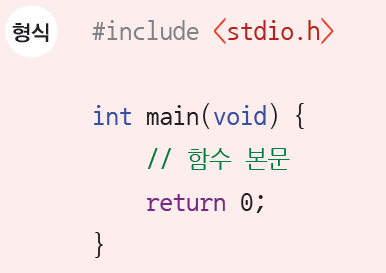 형식 #include <stdio.h>
int main(void) {
    // 함수 본문
    return 0;
}